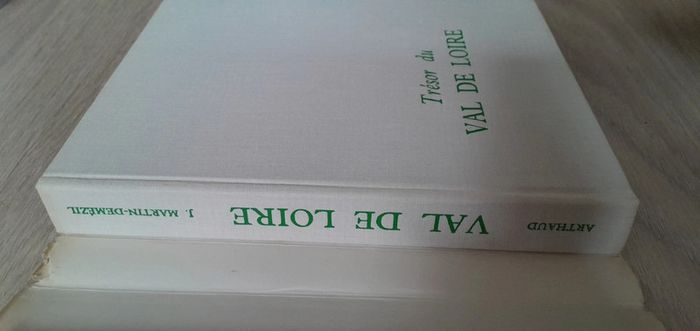 Trésor du
VAL DE LOIRE
J. MARTIN-DEMÉZIL
VAL DE LOIRE
ARTHAUD